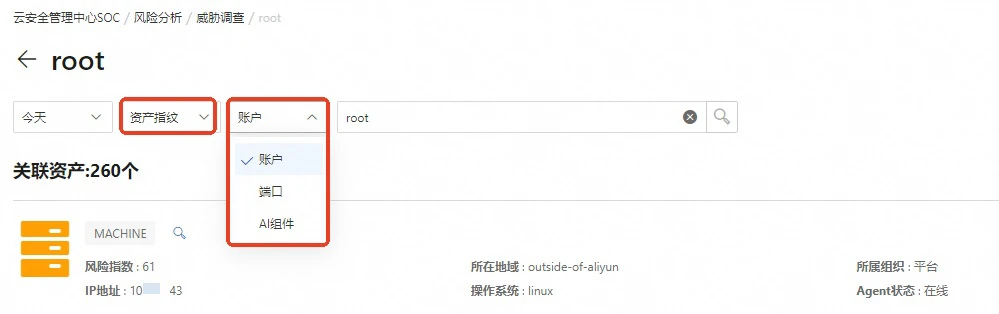 云安全管理中心SOC / 风险分析 / 威胁调查 / root
← root
今天 资产指纹 账户 root
账户
端口
AI组件
关联资产:260个
MACHINE
风险指数 : 61 所在地域 : outside-of-aliyun 所属组织 : 平台
IP地址 : 10 43 操作系统 : linux Agent状态 : 在线